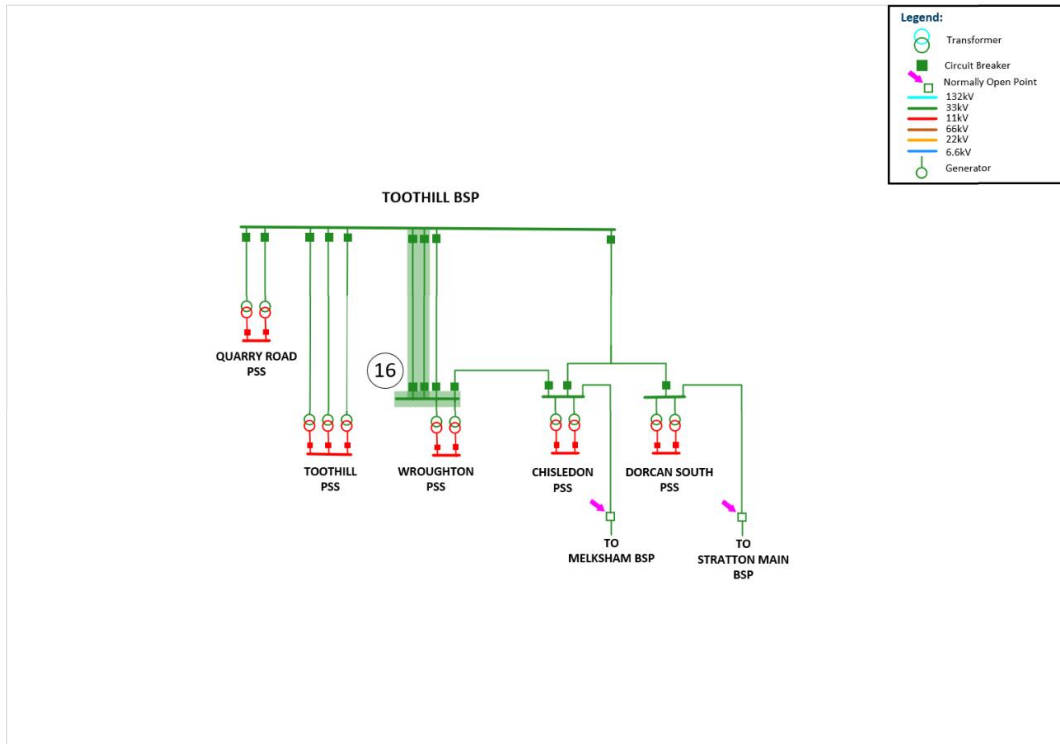 Legend:
Transformer
Circuit Breaker
Normally Open Point
132kV
33kV
11kV
66kV
22kV
6.6kV
Generator
TOOTHILL BSP
QUARRY ROAD
PSS
16
TOOTHILL
PSS
WROUGHTON
PSS
CHISLEDON
PSS
DORCAN SOUTH
PSS
TO
MELKSHAM BSP
TO
STRATTON MAIN
BSP